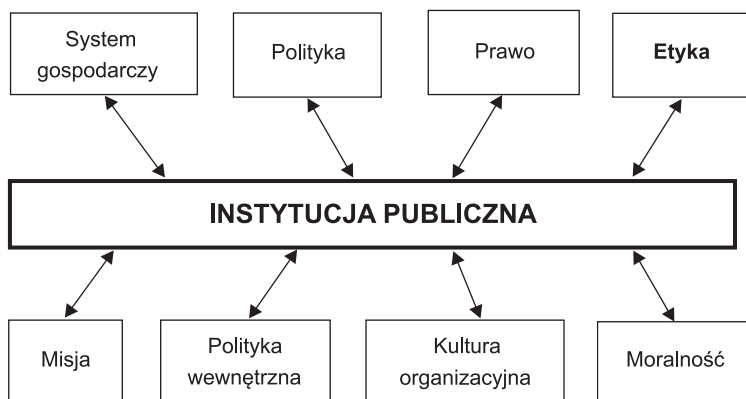 System
gospodarczy
Polityka
Prawo
Etyka
INSTYTUCJA PUBLICZNA
Misja
Polityka
wewnętrzna
Kultura
organizacyjna
Moralność